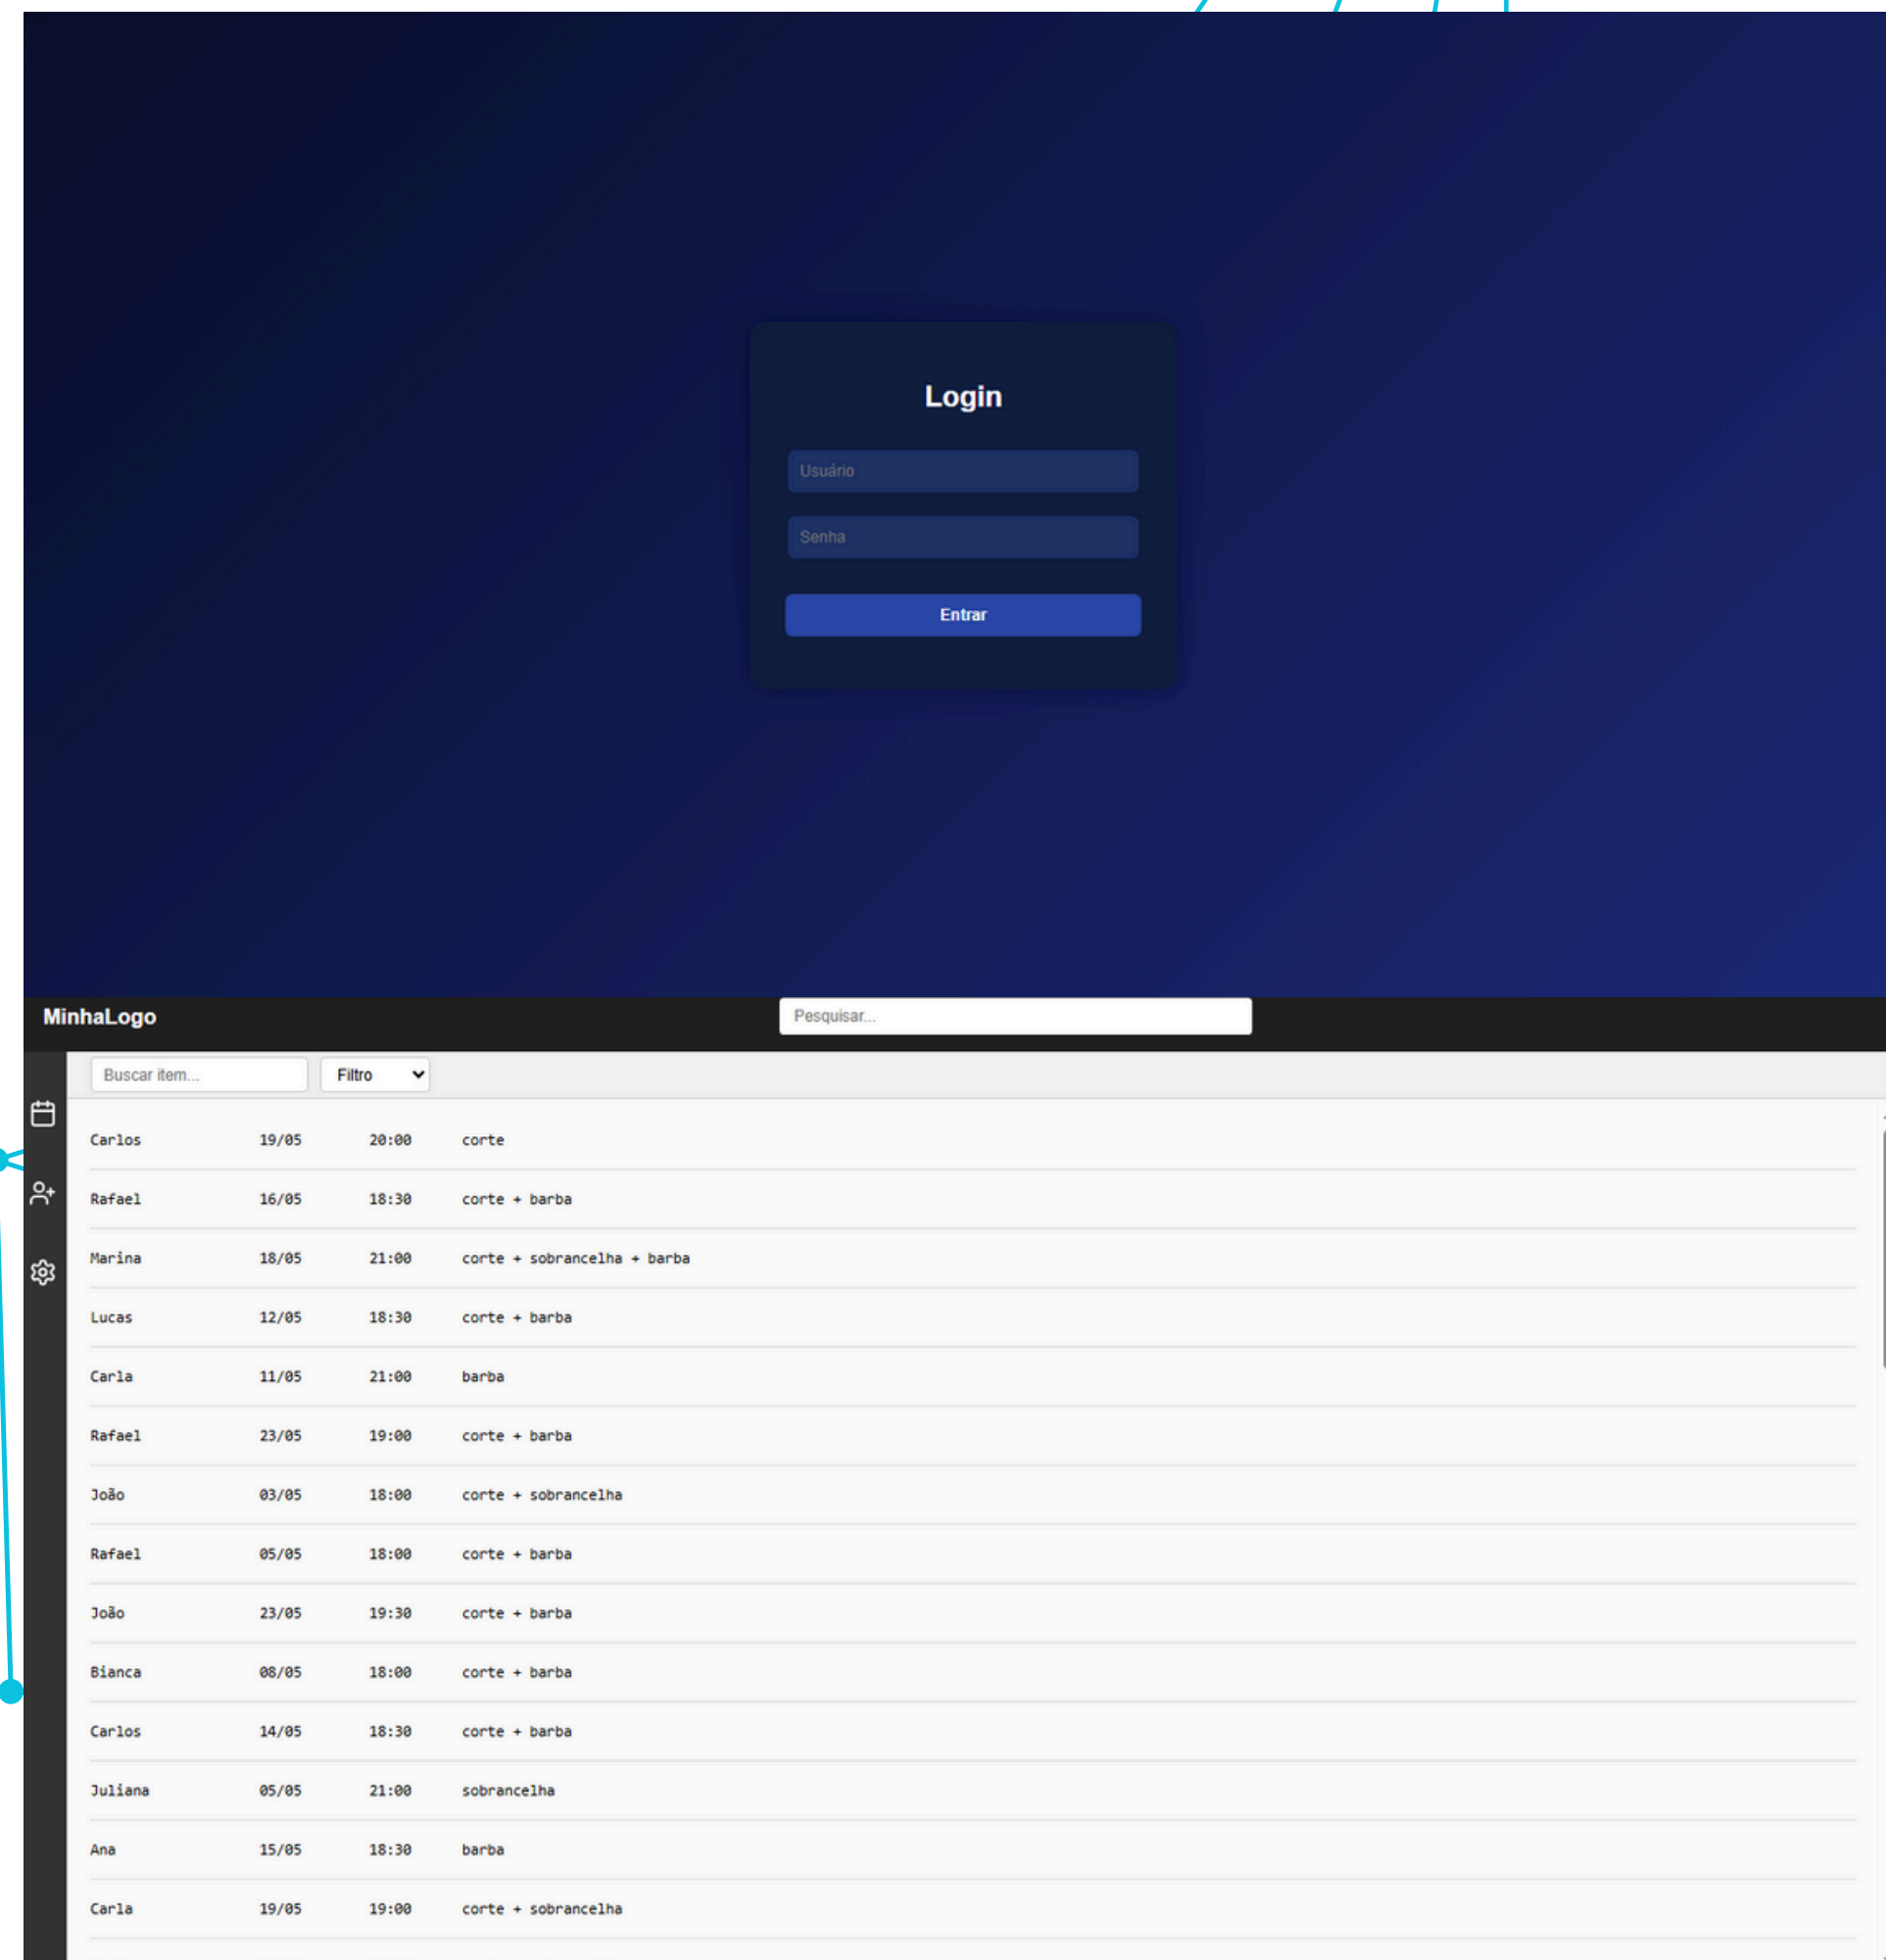 Login
Usuário
Senha
Entrar
MinhaLogo Pesquisar...
Buscar item... Filtro
Carlos 19/05 20:00 corte
Rafael 16/05 18:30 corte + barba
Marina 18/05 21:00 corte + sobrancelha + barba
Lucas 12/05 18:30 corte + barba
Carla 11/05 21:00 barba
Rafael 23/05 19:00 corte + barba
João 03/05 18:00 corte + sobrancelha
Rafael 05/05 18:00 corte + barba
João 23/05 19:30 corte + barba
Bianca 08/05 18:00 corte + barba
Carlos 14/05 18:30 corte + barba
Juliana 05/05 21:00 sobrancelha
Ana 15/05 18:30 barba
Carla 19/05 19:00 corte + sobrancelha